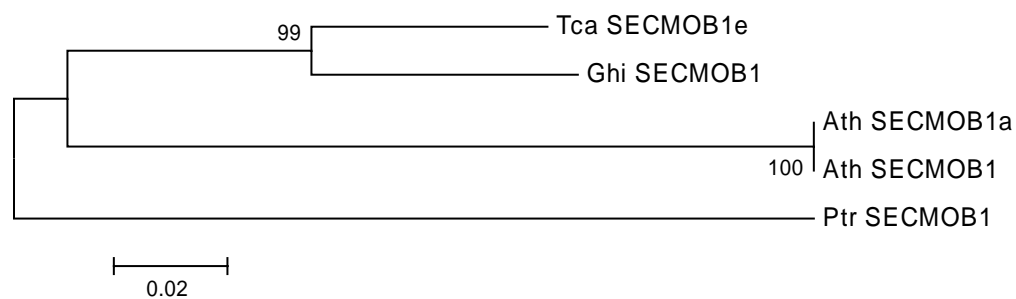 Tca SECMOB1e
99
Ghi SECMOB1
Ath SECMOB1a
100
Ath SECMOB1
Ptr SECMOB1
0.02